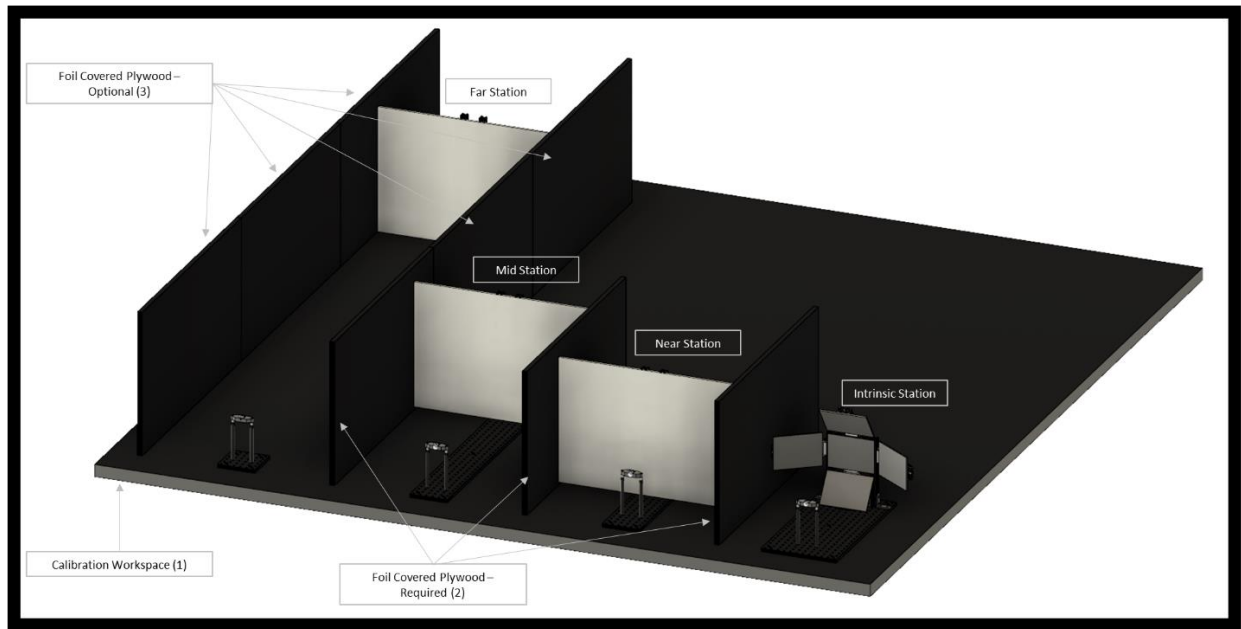 Foil Covered Plywood –
Optional (3)
Far Station
Mid Station
Near Station
Intrinsic Station
Calibration Workspace (1)
Foil Covered Plywood –
Required (2)